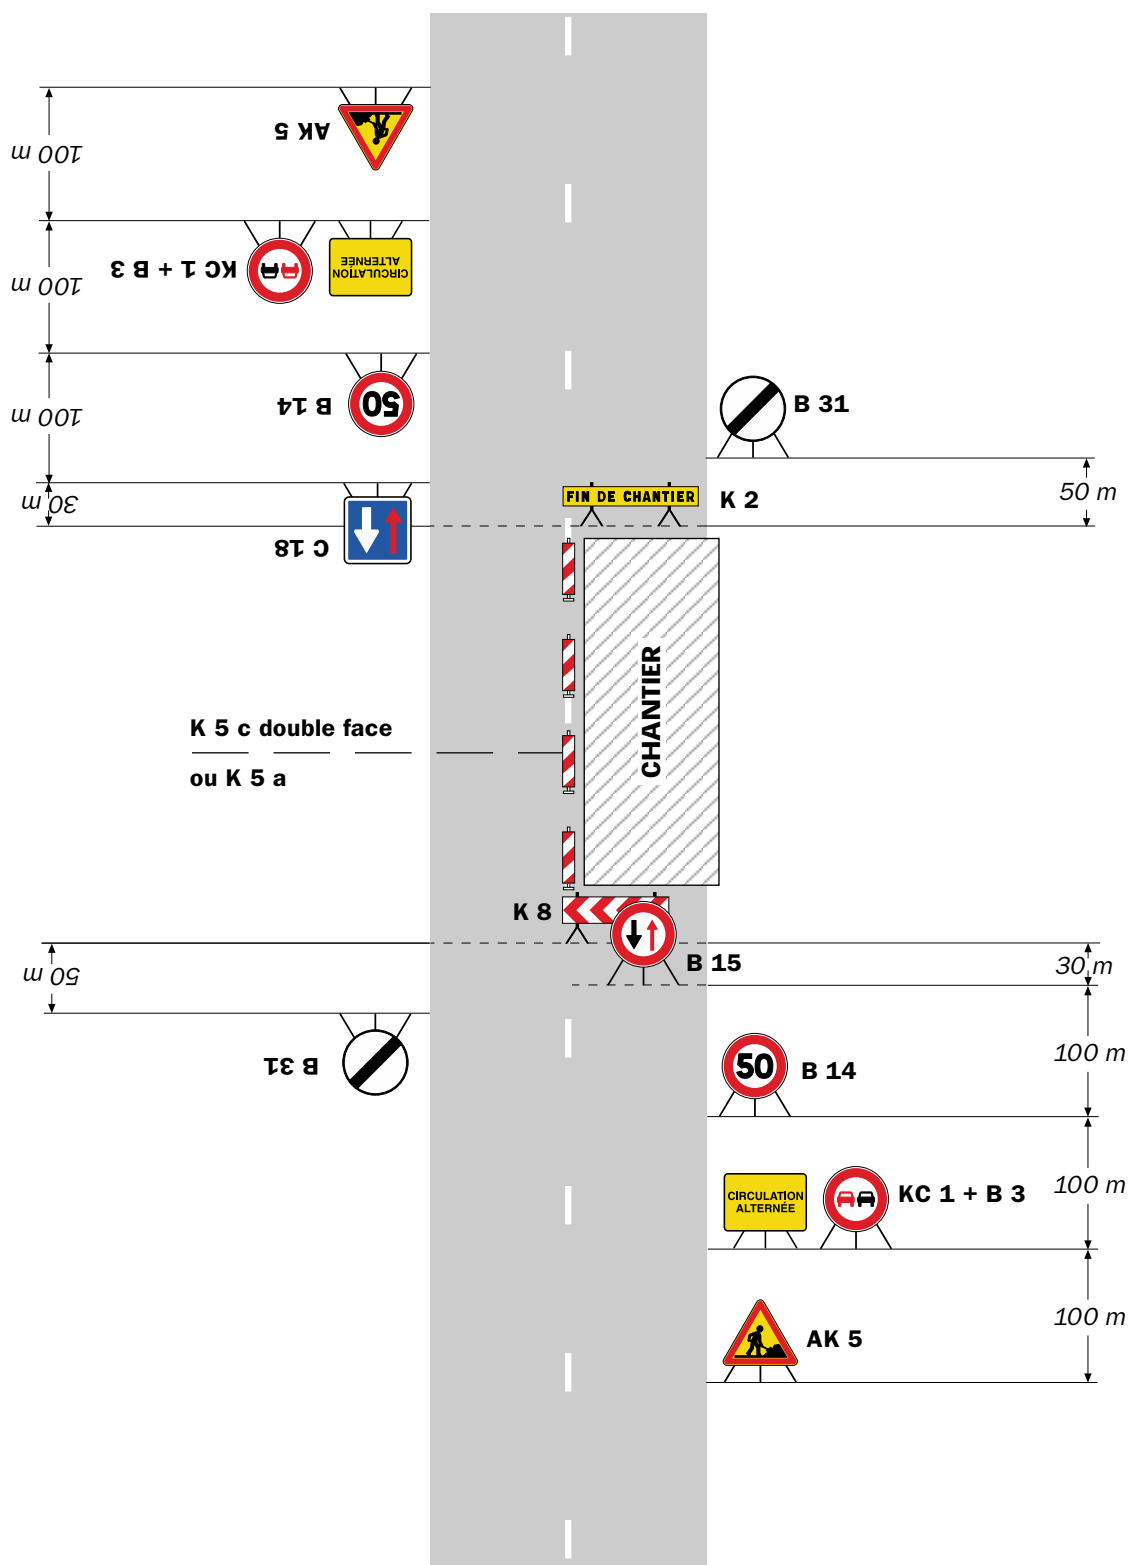 AK 5
100 m
KC 1 + B 3
CIRCULATION
ALTERNÉE
100 m
B 14
50
100 m
B 31
30 m
FIN DE CHANTIER
K 2
50 m
C 18
CHANTIER
K 5 c double face
ou K 5 a
K 8
B 15
50 m
30 m
B 31
50
B 14
100 m
CIRCULATION
ALTERNÉE
KC 1 + B 3
100 m
AK 5
100 m